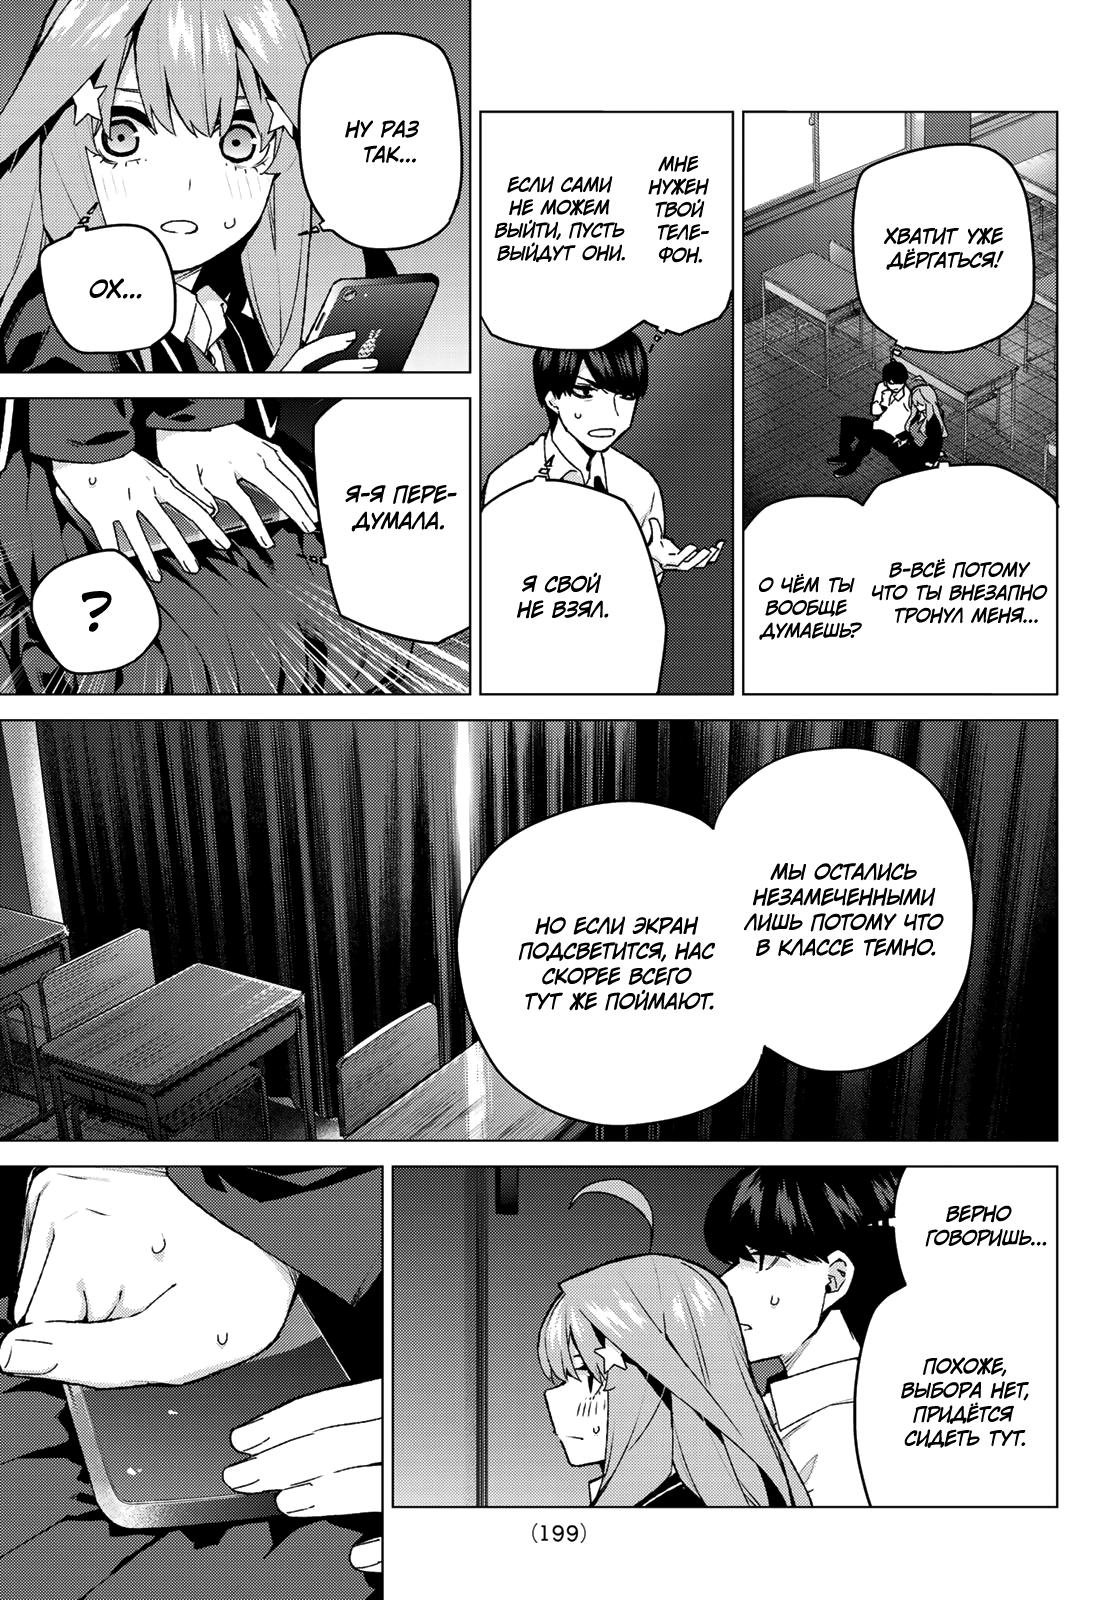 ХВАТИТ УЖЕ
ДЁРГАТЬСЯ!
В-ВСЁ ПОТОМУ
ЧТО ТЫ ВНЕЗАПНО
ТРОНУЛ МЕНЯ...
О ЧЁМ ТЫ
ВООБЩЕ
ДУМАЕШЬ?
МНЕ
НУЖЕН
ТВОЙ
ТЕЛЕ-
ФОН.
ЕСЛИ САМИ
НЕ МОЖЕМ
ВЫЙТИ, ПУСТЬ
ВЫЙДУТ ОНИ.
Я СВОЙ
НЕ ВЗЯЛ.
НУ РАЗ
ТАК...
ОХ...
Я-Я ПЕРЕ-
ДУМАЛА.
?
МЫ ОСТАЛИСЬ
НЕЗАМЕЧЕННЫМИ
ЛИШЬ ПОТОМУ ЧТО
В КЛАССЕ ТЕМНО.
НО ЕСЛИ ЭКРАН
ПОДСВЕТИТСЯ, НАС
СКОРЕЕ ВСЕГО
ТУТ ЖЕ ПОЙМАЮТ.
ВЕРНО
ГОВОРИШЬ...
ПОХОЖЕ,
ВЫБОРА НЕТ,
ПРИДЁТСЯ
СИДЕТЬ ТУТ.
(199)